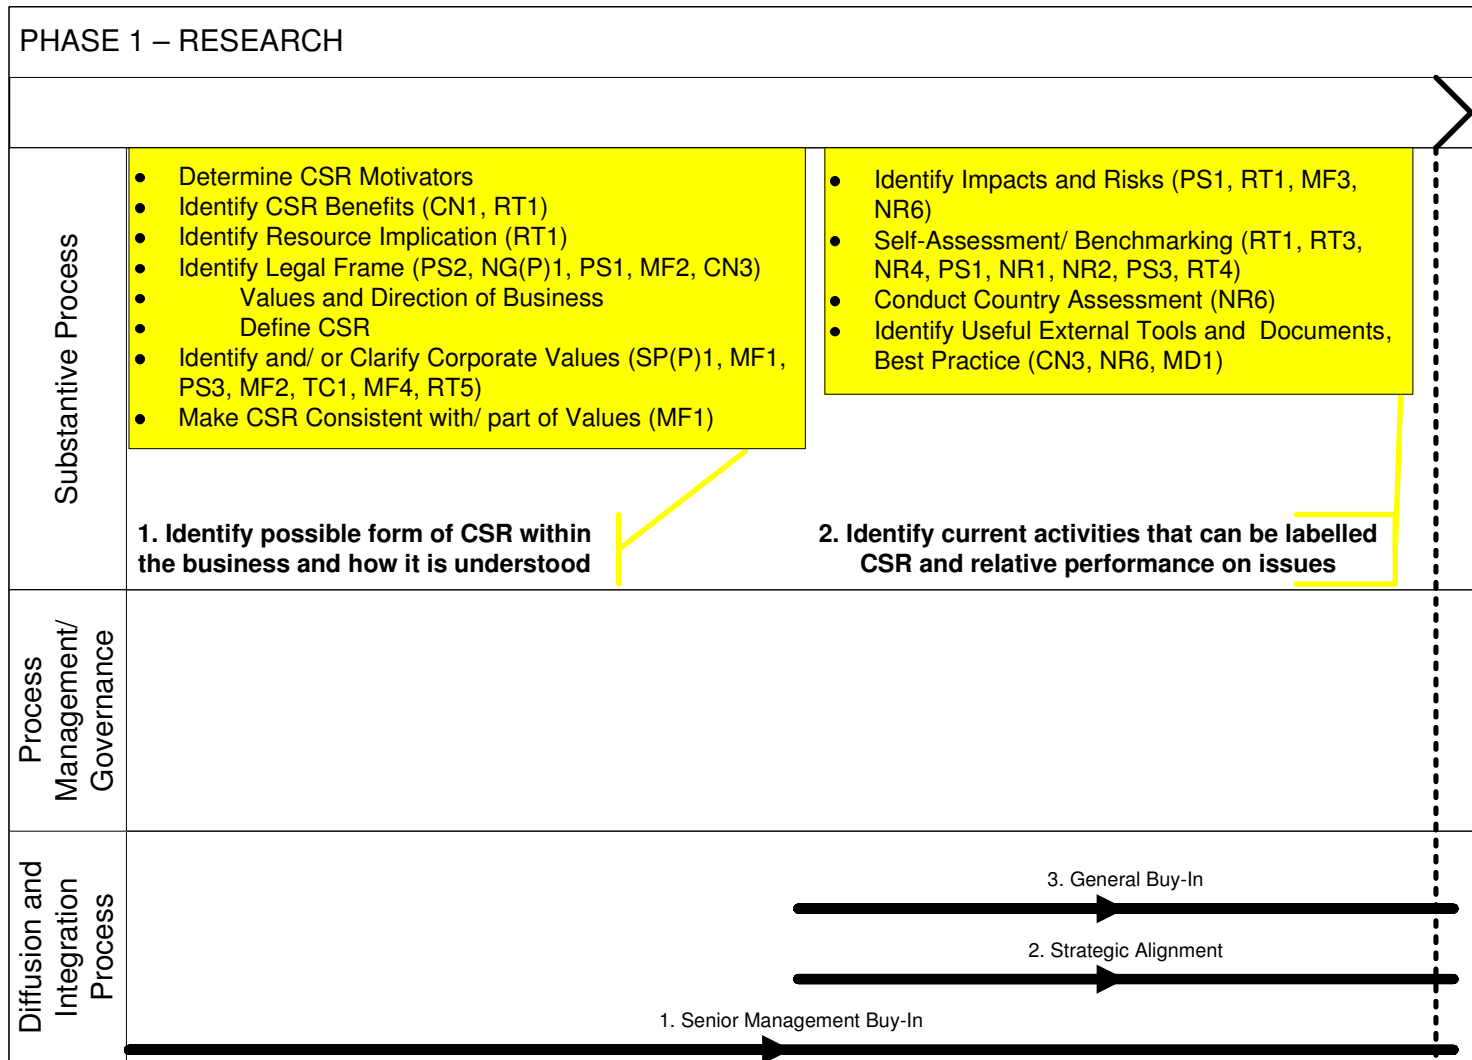 PHASE 1 – RESEARCH
Substantive Process
• Determine CSR Motivators
• Identify CSR Benefits (CN1, RT1)
• Identify Resource Implication (RT1)
• Identify Legal Frame (PS2, NG(P)1, PS1, MF2, CN3)
• Values and Direction of Business
• Define CSR
• Identify and/ or Clarify Corporate Values (SP(P)1, MF1,
PS3, MF2, TC1, MF4, RT5)
• Make CSR Consistent with/ part of Values (MF1)
• Identify Impacts and Risks (PS1, RT1, MF3,
NR6)
• Self-Assessment/ Benchmarking (RT1, RT3,
NR4, PS1, NR1, NR2, PS3, RT4)
• Conduct Country Assessment (NR6)
• Identify Useful External Tools and Documents,
Best Practice (CN3, NR6, MD1)
1. Identify possible form of CSR within
the business and how it is understood
2. Identify current activities that can be labelled
CSR and relative performance on issues
Process
Management/
Governance
Diffusion and
Integration
Process
3. General Buy-In
2. Strategic Alignment
1. Senior Management Buy-In